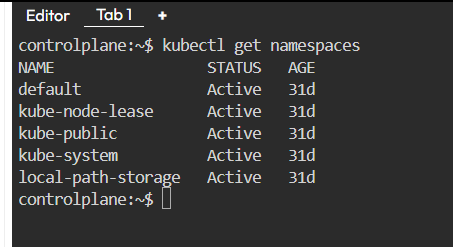 Editor Tab 1 +
controlplane:~$ kubectl get namespaces
NAME STATUS AGE
default Active 31d
kube-node-lease Active 31d
kube-public Active 31d
kube-system Active 31d
local-path-storage Active 31d
controlplane:~$